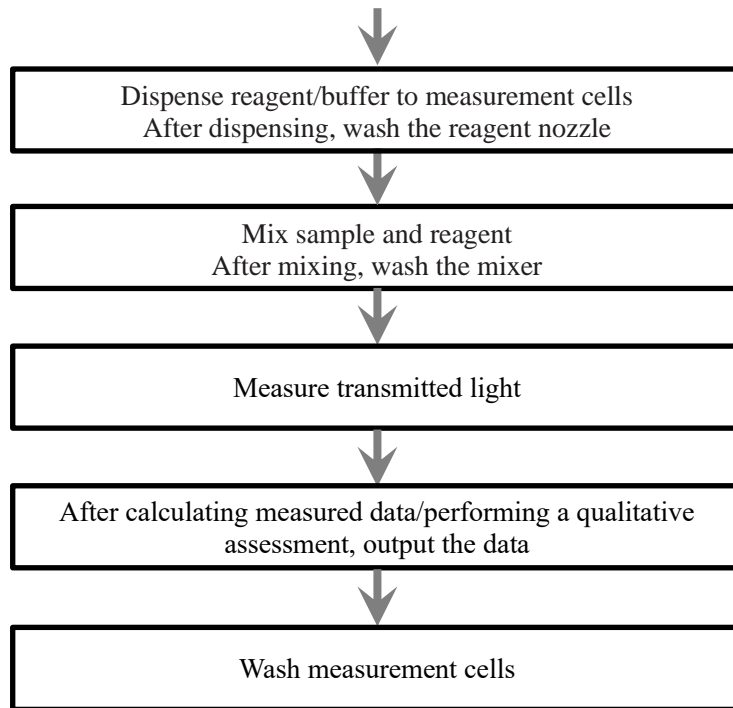 Dispense reagent/buffer to measurement cells
After dispensing, wash the reagent nozzle
Mix sample and reagent
After mixing, wash the mixer
Measure transmitted light
After calculating measured data/performing a qualitative
assessment, output the data
Wash measurement cells